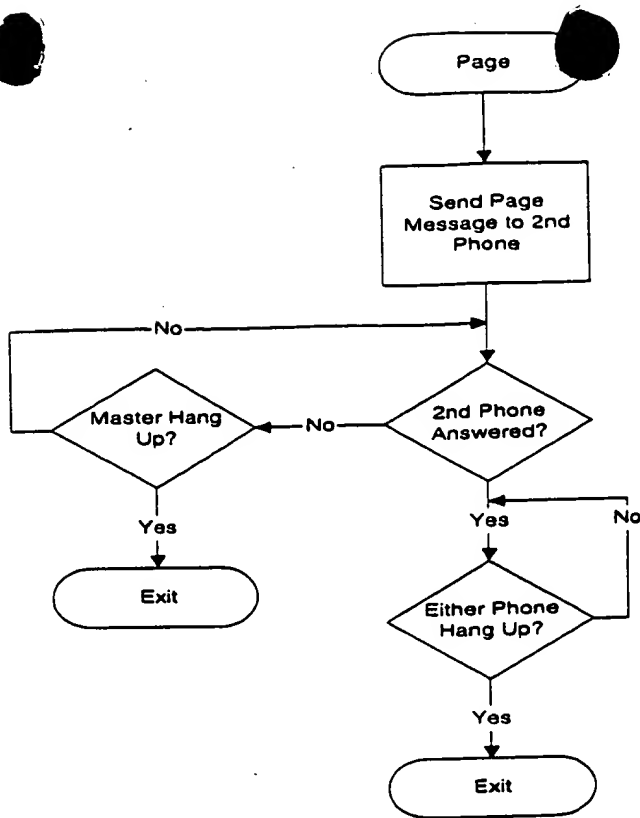 Page
Send Page
Message to 2nd
Phone
No
Master Hang
Up?
No
2nd Phone
Answered?
Yes
Yes
No
Exit
Either Phone
Hang Up?
Yes
Exit